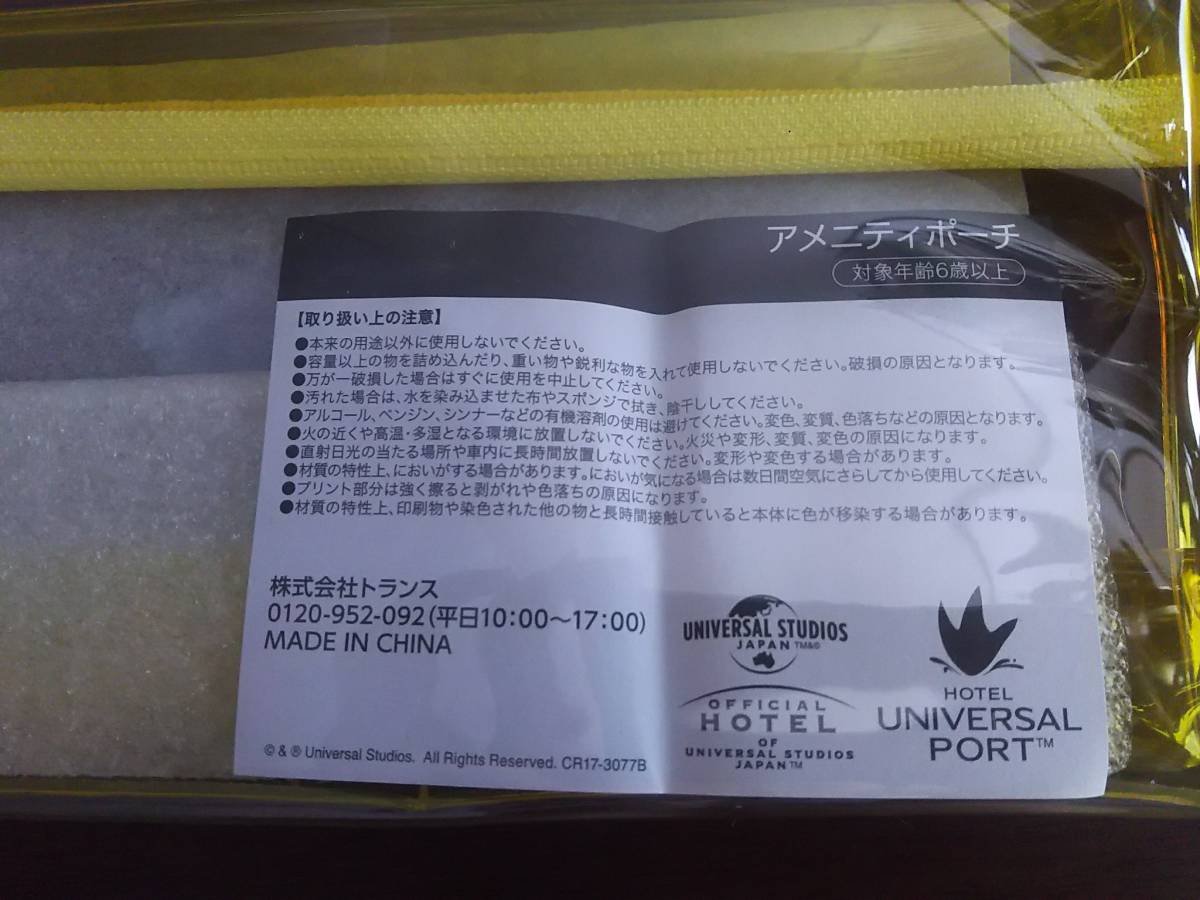 アメニティポーチ
対象年齢6歳以上
【取り扱い上の注意】
●本来の用途以外に使用しないでください。
●容量以上の物を詰め込んだり、重い物や鋭利な物を入れて使用しないでください。破損の原因となります。
●万が一破損した場合はすぐに使用を中止してください。
●汚れた場合は、水を染み込ませた布やスポンジで拭き、陰干ししてください。
●アルコール、ベンジン、シンナーなどの有機溶剤の使用は避けてください。変色、変質、色落ちなどの原因となります。
●火の近くや高温・多湿となる環境に放置しないでください。火災や変形、変質、変色の原因になります。
●直射日光の当たる場所や車内に長時間放置しないでください。変形や変色する場合があります。
●材質の特性上、においがする場合があります。においが気になる場合は数日間空気にさらしてから使用してください。
●プリント部分は強く擦ると剥がれや色落ちの原因になります。
●材質の特性上、印刷物や染色された他の物と長時間接触していると本体に色が移染する場合があります。
株式会社トランス
0120-952-092(平日10:00〜17:00)
MADE IN CHINA
© & ® Universal Studios. All Rights Reserved. CR17-3077B
UNIVERSAL STUDIOS
JAPAN TM&®
OFFICIAL
HOTEL
OF
UNIVERSAL STUDIOS
JAPAN™
HOTEL
UNIVERSAL
PORT™